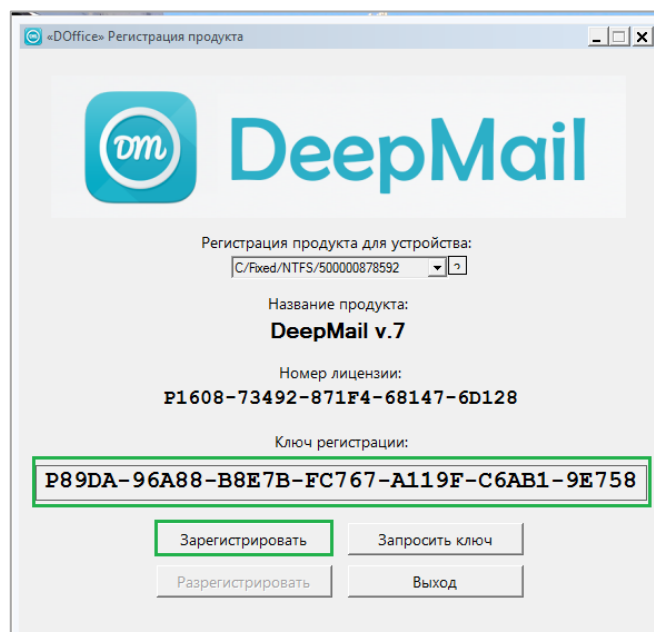 «DOffice» Регистрация продукта
DM DeepMail
Регистрация продукта для устройства:
C/Fixed/NTFS/500000878592 ?
Название продукта:
DeepMail v.7
Номер лицензии:
P1608-73492-871F4-68147-6D128
Ключ регистрации:
P89DA-96A88-B8E7B-FC767-A119F-C6AB1-9E758
Зарегистрировать Запросить ключ
Разрегистрировать Выход